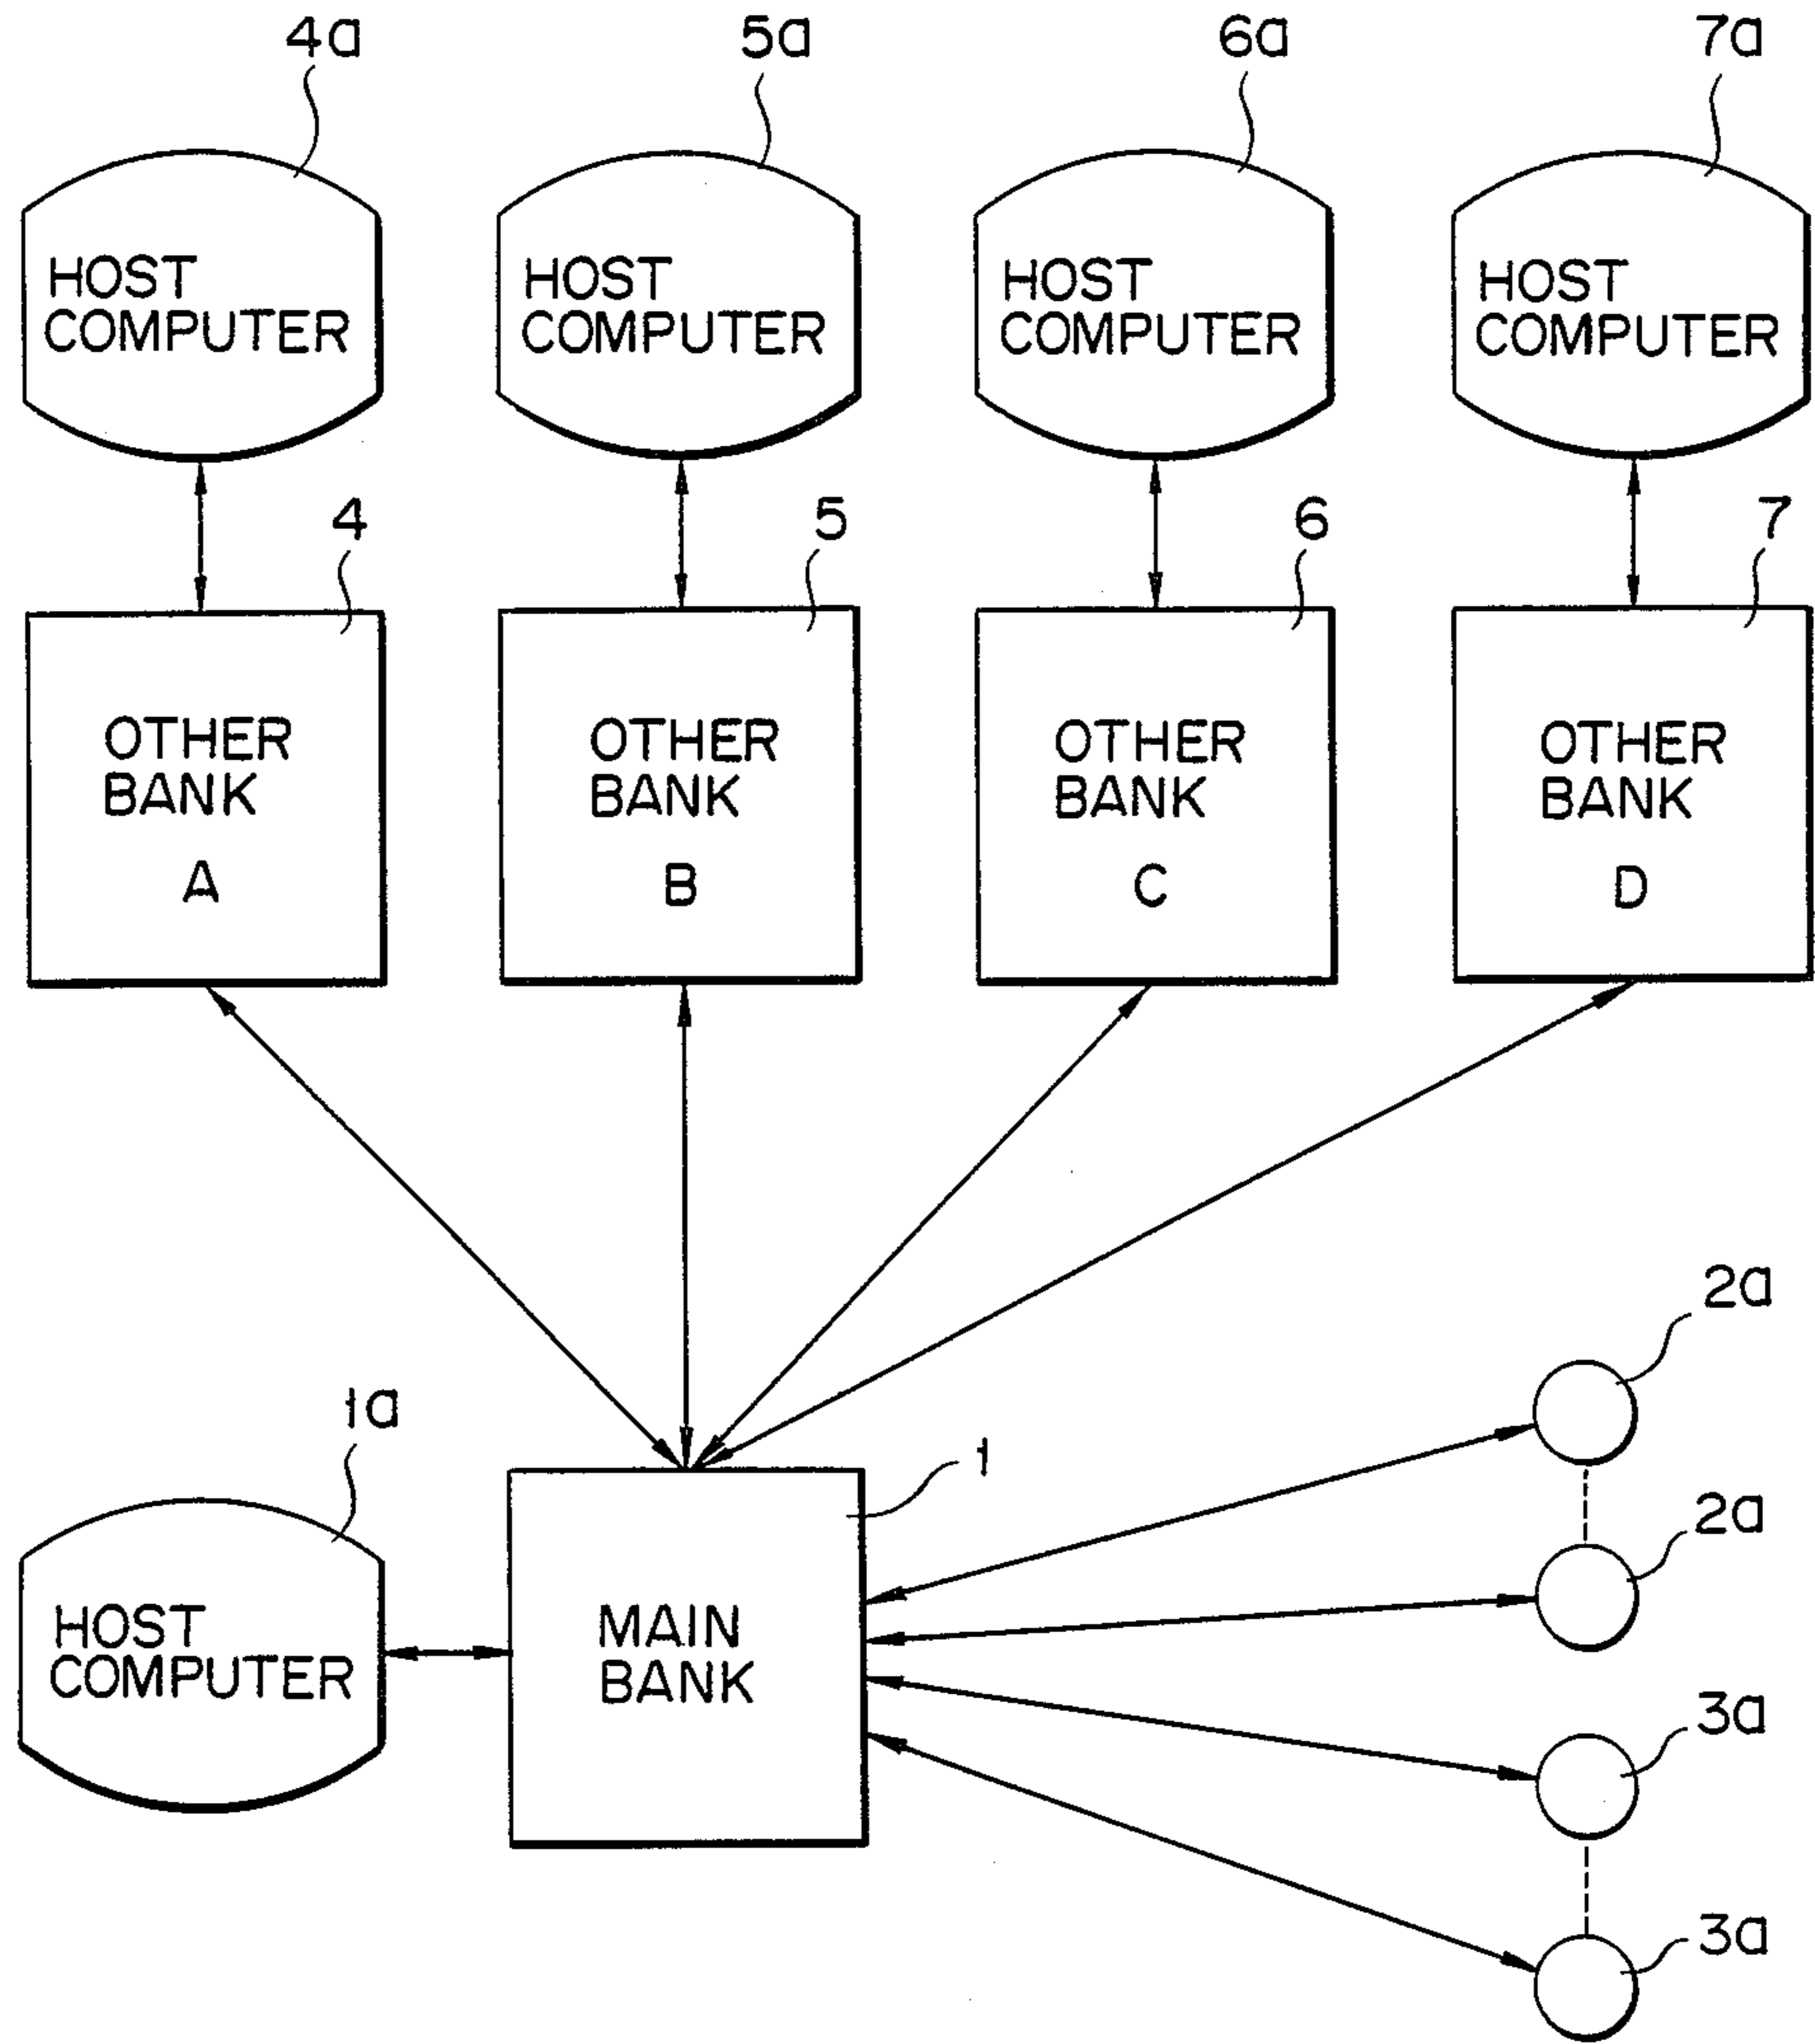 4a
5a
6a
7a
HOST
COMPUTER
HOST
COMPUTER
HOST
COMPUTER
HOST
COMPUTER
4
5
6
7
OTHER
BANK
A
OTHER
BANK
B
OTHER
BANK
C
OTHER
BANK
D
2a
1a
1
2a
HOST
COMPUTER
MAIN
BANK
3a
3a